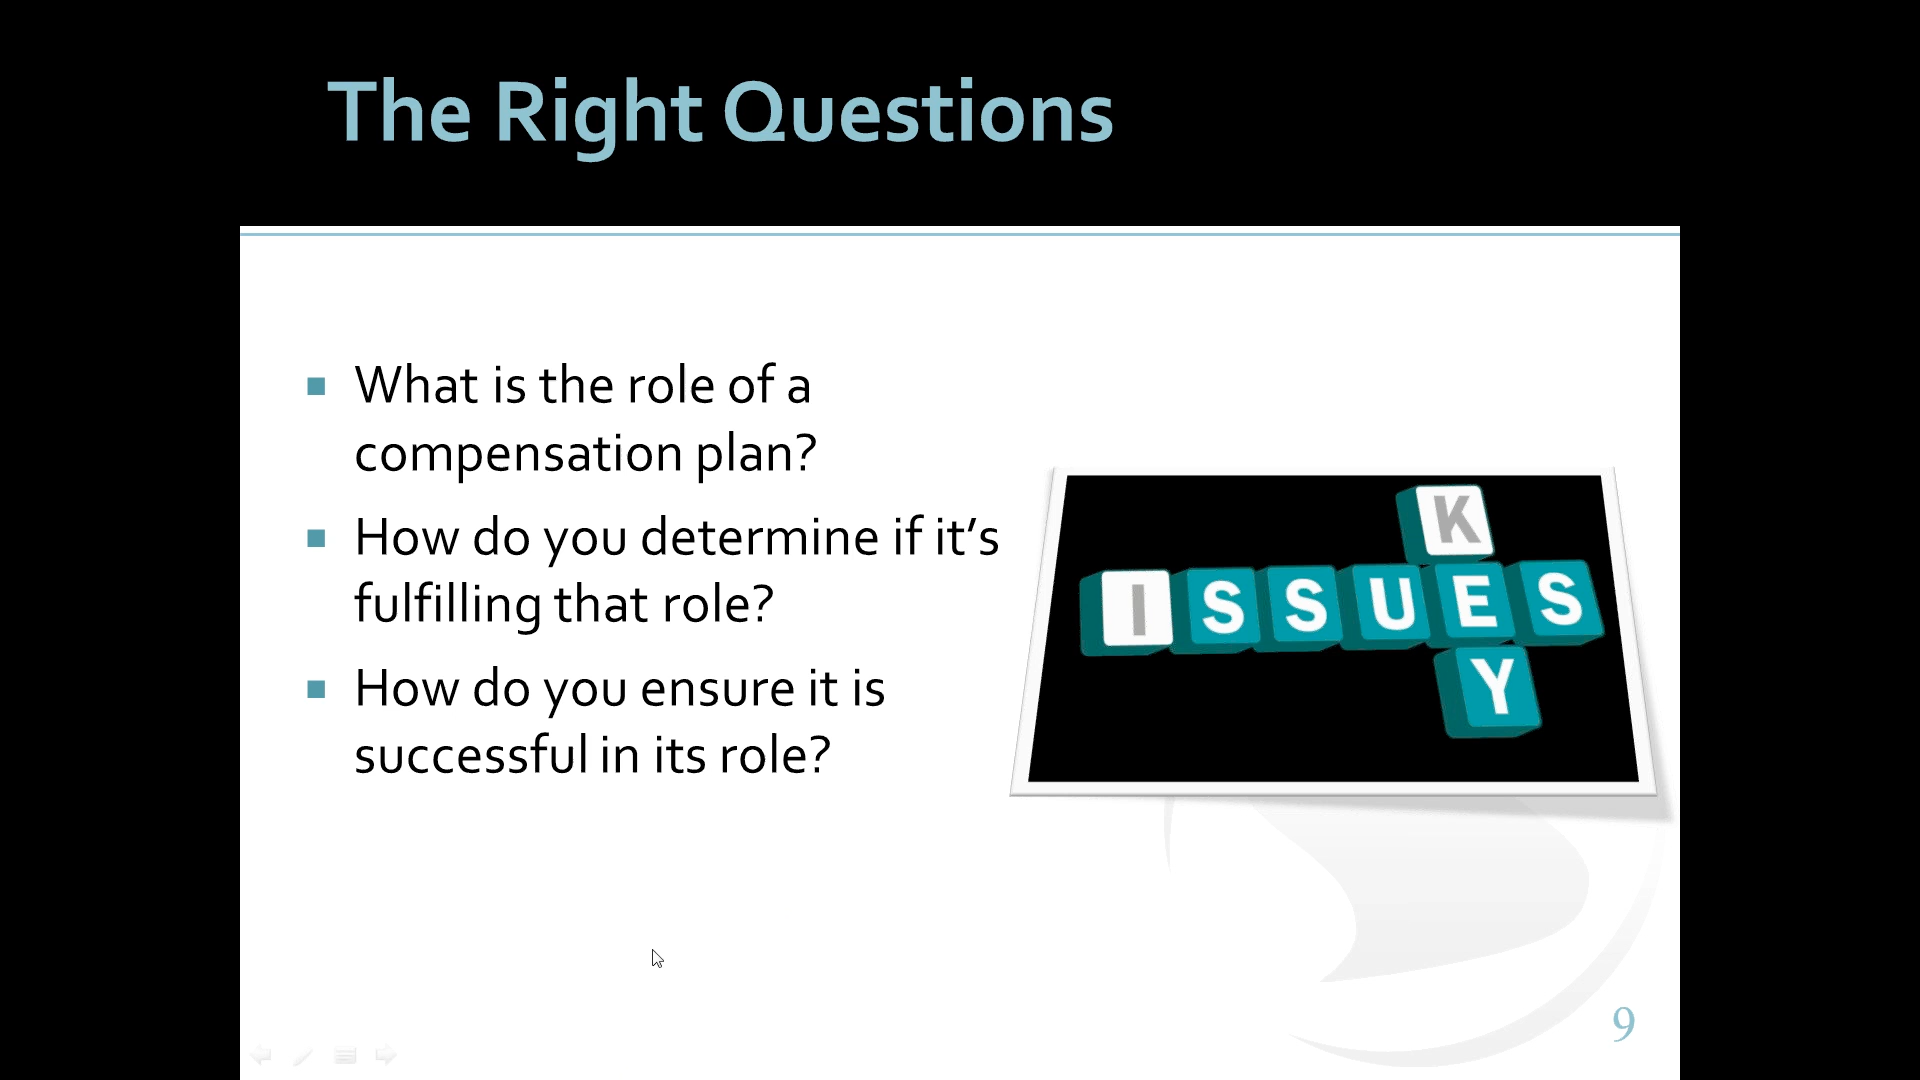 The Right Questions
What is the role of a
compensation plan?
How do you determine if it’s
fulfilling that role?
How do you ensure it is
successful in its role?
K
ISSUES
Y
9